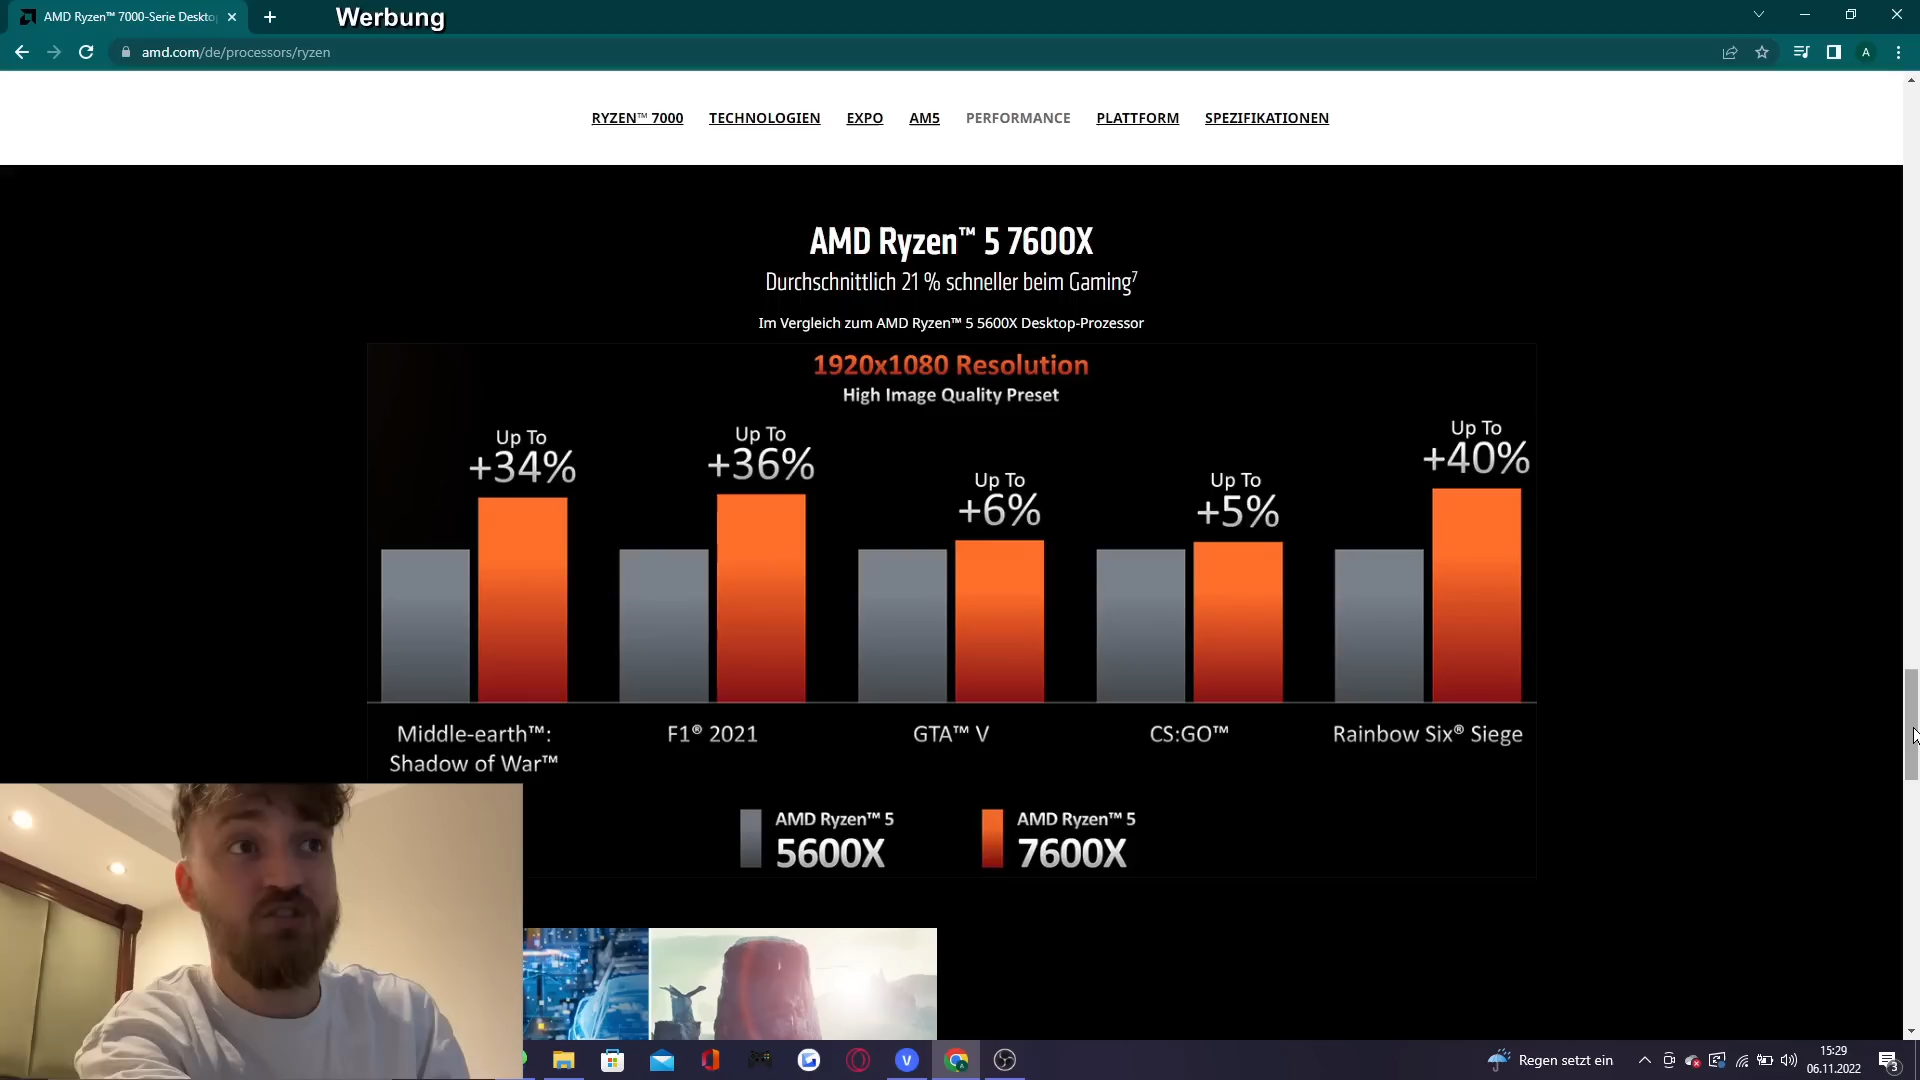 AMD Ryzen™ 7000-Serie Deskto
Werbung
amd.com/de/processors/ryzen
A
RYZEN™ 7000 TECHNOLOGIEN EXPO AM5 PERFORMANCE PLATTFORM SPEZIFIKATIONEN
AMD Ryzen™ 5 7600X
Durchschnittlich 21 % schneller beim Gaming⁷
Im Vergleich zum AMD Ryzen™ 5 5600X Desktop-Prozessor
1920x1080 Resolution
High Image Quality Preset
Up To
+34%
Up To
+36%
Up To
+6%
Up To
+5%
Up To
+40%
Middle-earth™:
Shadow of War™
F1® 2021
GTA™ V
CS:GO™
Rainbow Six® Siege
AMD Ryzen™ 5
5600X
AMD Ryzen™ 5
7600X
V
Regen setzt ein
15:29
06.11.2022
3